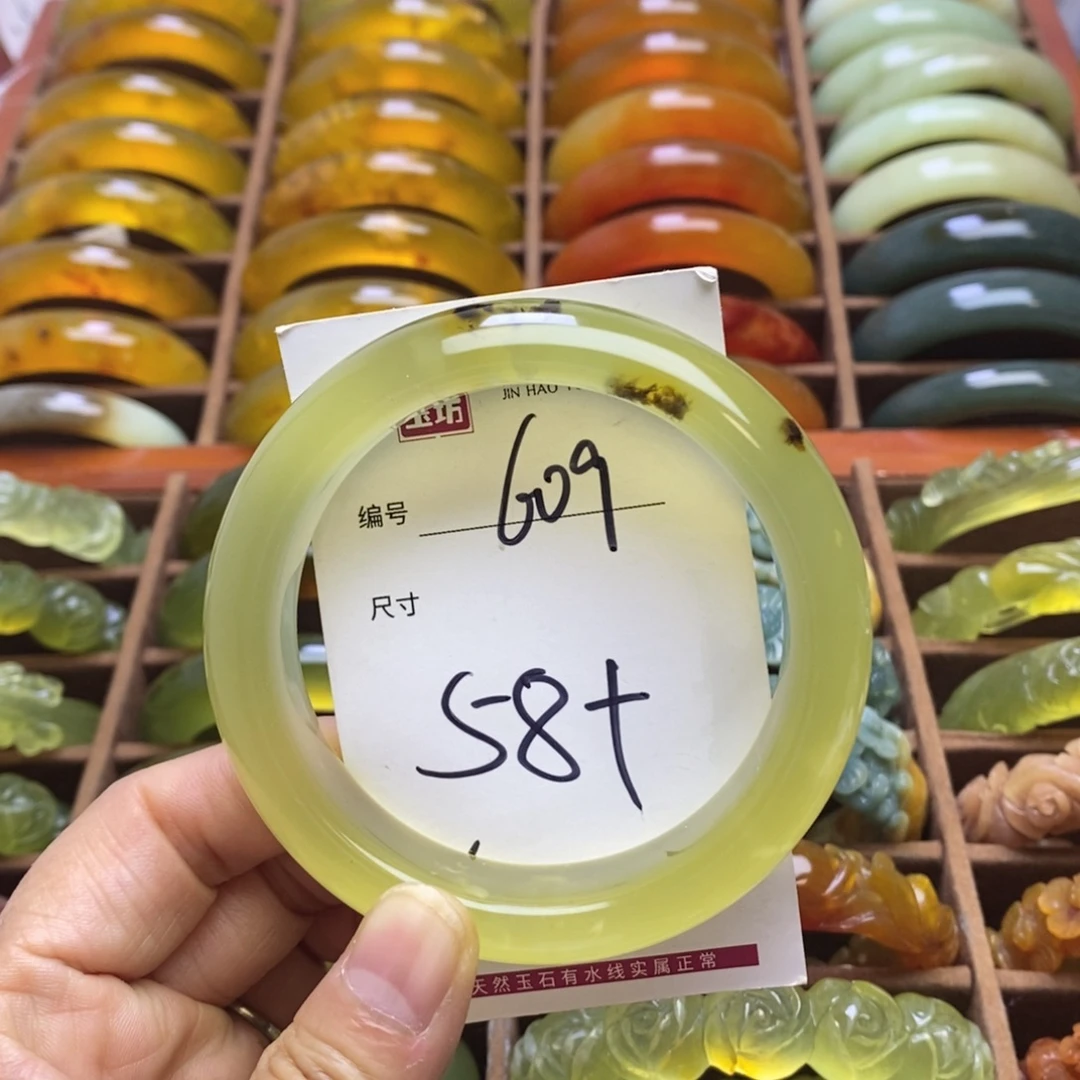 玉坊
JIN HAO
编号 609
尺寸
58+
天然玉石有水线实属正常